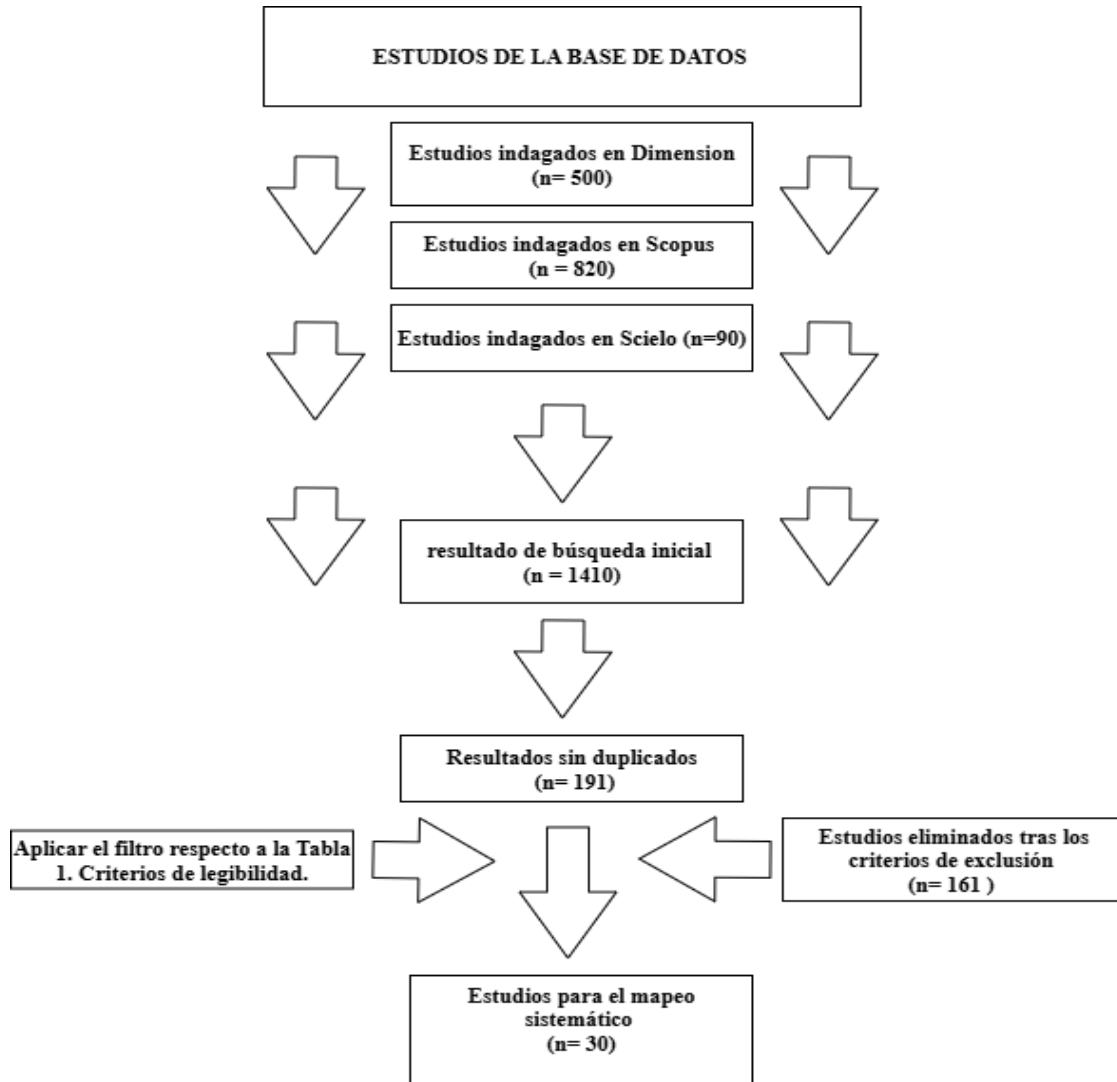 ESTUDIOS DE LA BASE DE DATOS
Estudios indagados en Dimension
(n= 500)
Estudios indagados en Scopus
(n = 820)
Estudios indagados en Scielo (n=90)
resultado de búsqueda inicial
(n = 1410)
Resultados sin duplicados
(n= 191)
Aplicar el filtro respecto a la Tabla
1. Criterios de legibilidad.
Estudios eliminados tras los
criterios de exclusión
(n= 161 )
Estudios para el mapeo
sistemático
(n= 30)